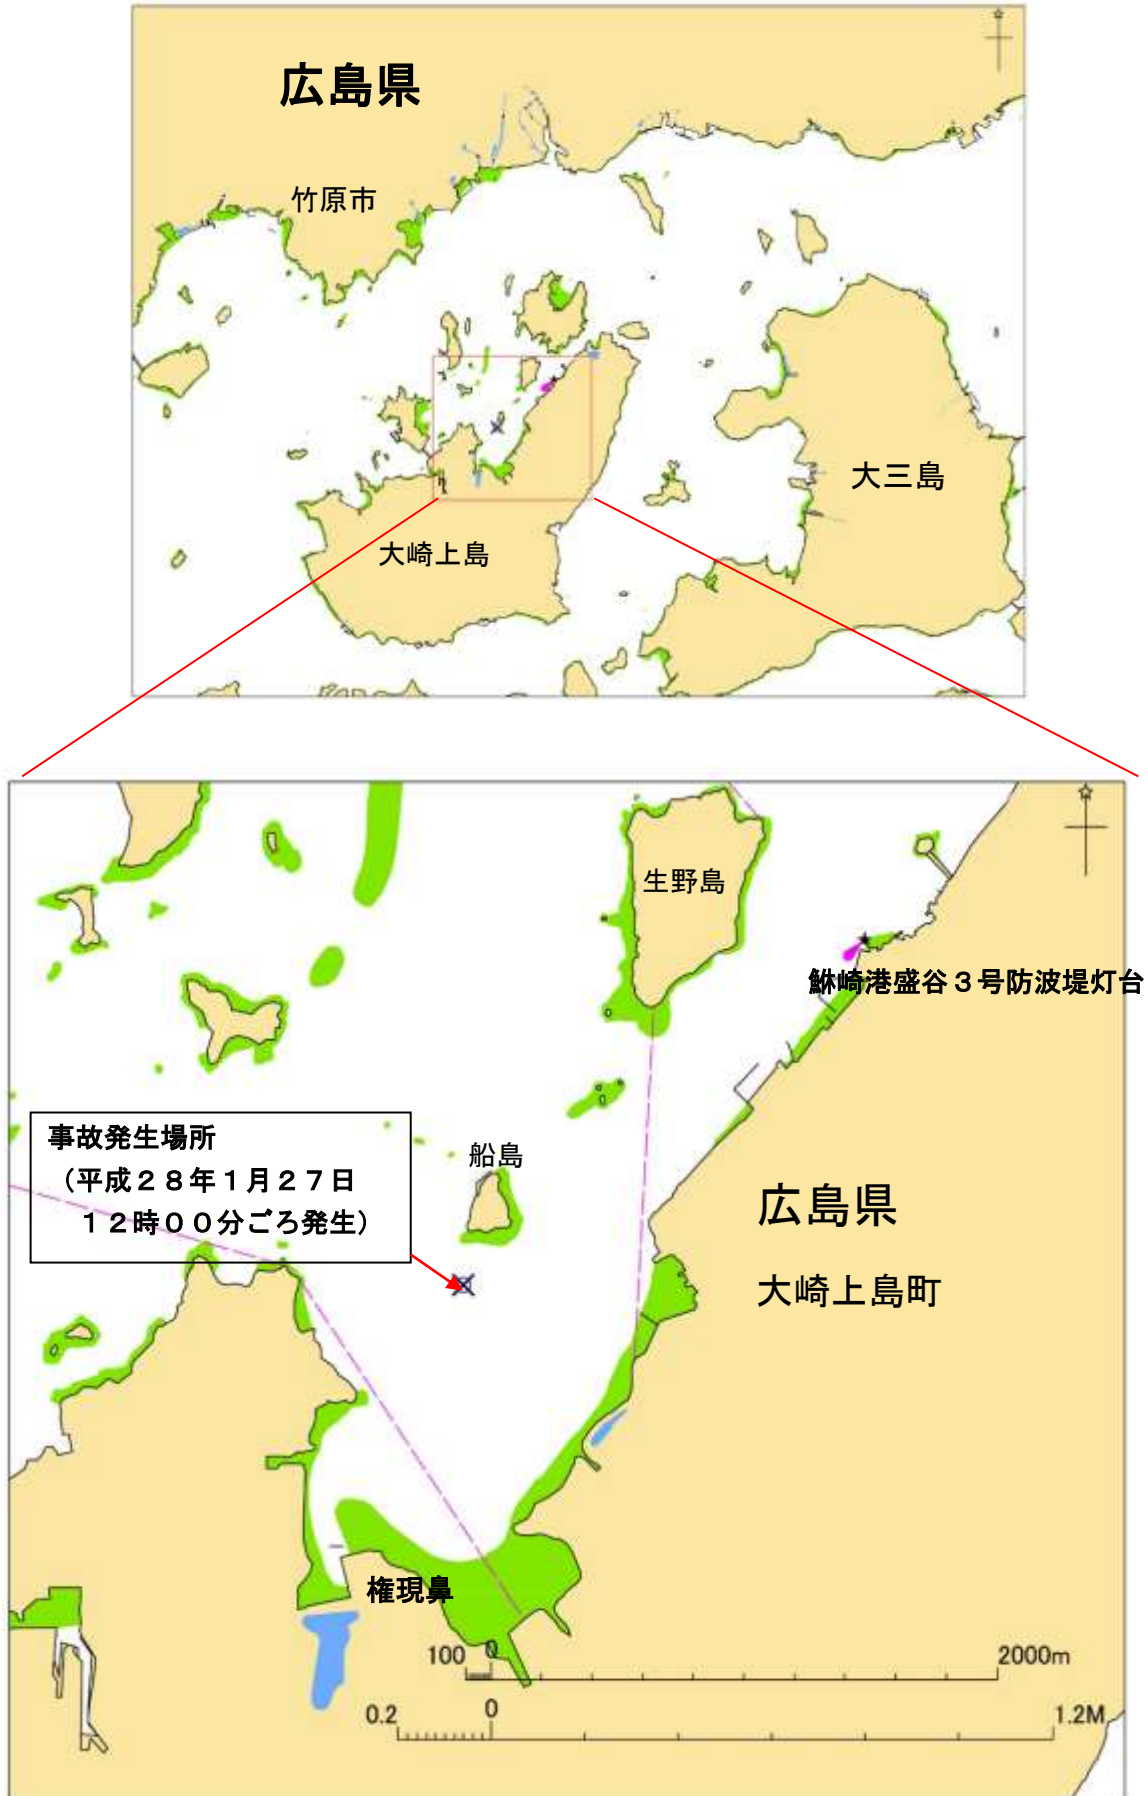 広島県
竹原市
大三島
大崎上島
生野島
鮴崎港盛谷３号防波堤灯台
事故発生場所
（平成２８年１月２７日
１２時００分ごろ発生）
船島
広島県
大崎上島町
権現鼻
100 0 2000m
0.2 0 1.2M